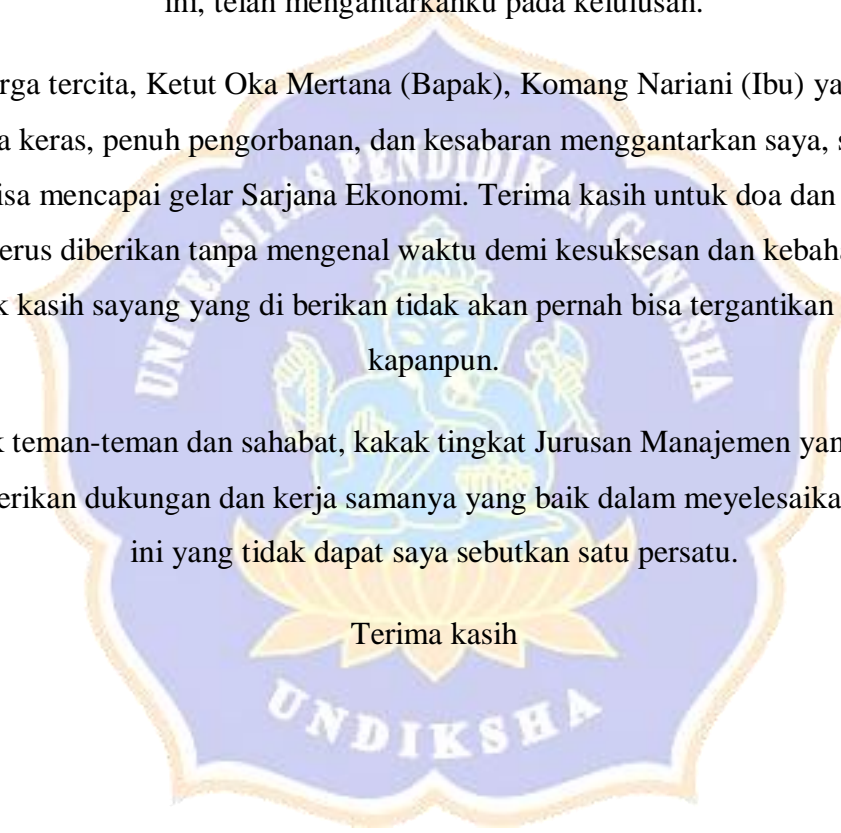 ini, telah mengantarkanku pada kelulusan.
rga tercita, Ketut Oka Mertana (Bapak), Komang Nariani (Ibu) ya
a keras, penuh pengorbanan, dan kesabaran menggantarkan saya, s
isa mencapai gelar Sarjana Ekonomi. Terima kasih untuk doa dan
erus diberikan tanpa mengenal waktu demi kesuksesan dan kebaha
k kasih sayang yang di berikan tidak akan pernah bisa tergantikan
kapanpun.
k teman-teman dan sahabat, kakak tingkat Jurusan Manajemen yan
erikan dukungan dan kerja samanya yang baik dalam meyelesaika
ini yang tidak dapat saya sebutkan satu persatu.
Terima kasih
UNIVERSITAS PENDIDIKAN GANESHA
UNDIKSHA